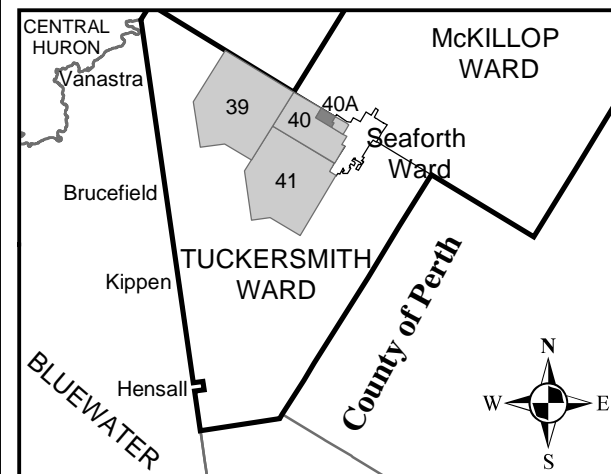 CENTRAL
HURON
McKILLOP
WARD
Vanastra
39
40
40A
Seaforth
Ward
41
Brucefield
TUCKERSMITH
WARD
Kippen
County of Perth
BLUEWATER
Hensall
N
W
E
S